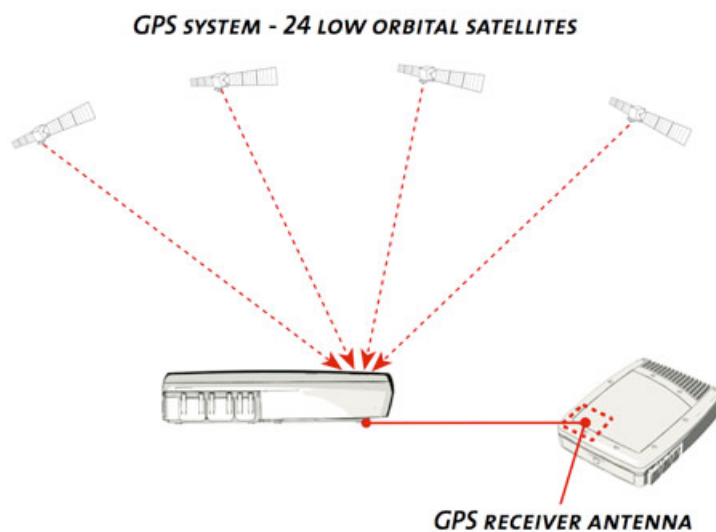 GPS SYSTEM - 24 LOW ORBITAL SATELLITES
GPS RECEIVER ANTENNA